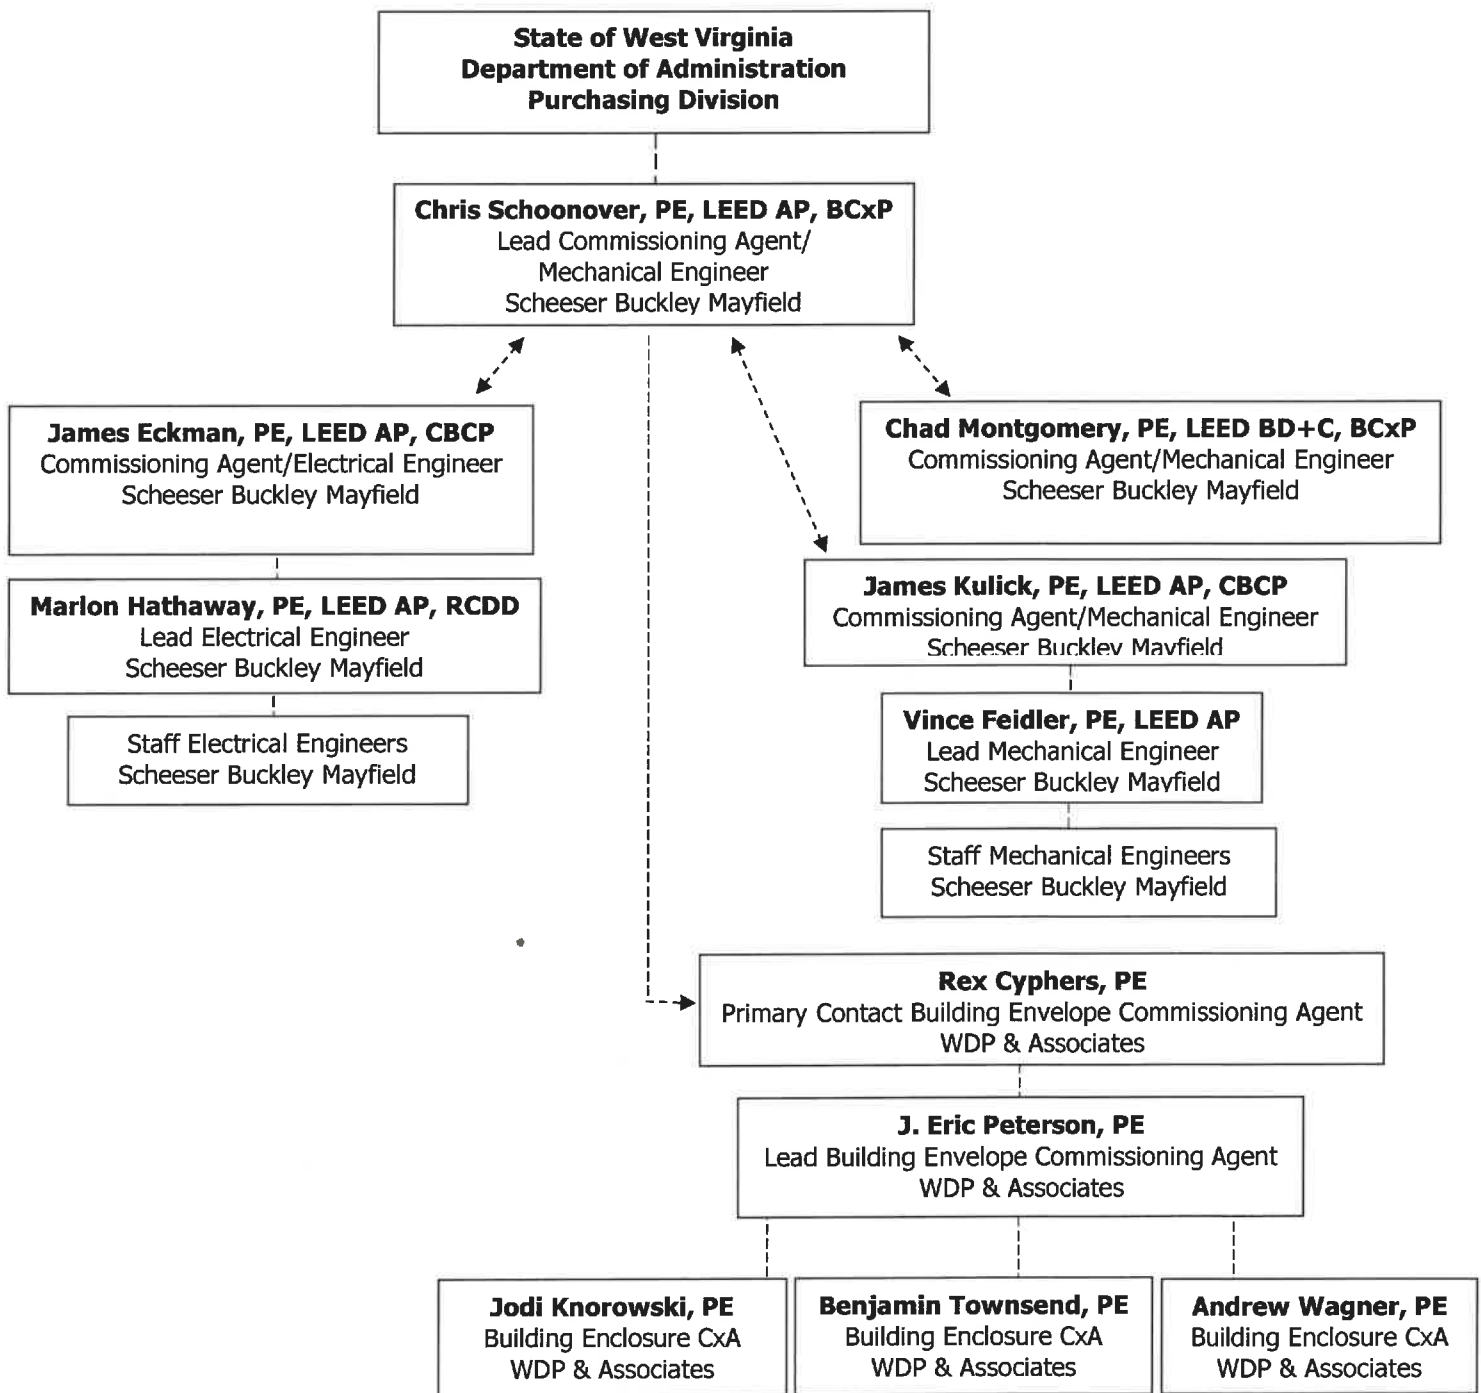 State of West Virginia
Department of Administration
Purchasing Division
Chris Schoonover, PE, LEED AP, BCxP
Lead Commissioning Agent/
Mechanical Engineer
Scheeser Buckley Mayfield
James Eckman, PE, LEED AP, CBCP
Commissioning Agent/Electrical Engineer
Scheeser Buckley Mayfield
Chad Montgomery, PE, LEED BD+C, BCxP
Commissioning Agent/Mechanical Engineer
Scheeser Buckley Mayfield
Marlon Hathaway, PE, LEED AP, RCDD
Lead Electrical Engineer
Scheeser Buckley Mayfield
James Kulick, PE, LEED AP, CBCP
Commissioning Agent/Mechanical Engineer
Scheeser Buckley Mayfield
Staff Electrical Engineers
Scheeser Buckley Mayfield
Vince Feidler, PE, LEED AP
Lead Mechanical Engineer
Scheeser Buckley Mayfield
Staff Mechanical Engineers
Scheeser Buckley Mayfield
Rex Cyphers, PE
Primary Contact Building Envelope Commissioning Agent
WDP & Associates
J. Eric Peterson, PE
Lead Building Envelope Commissioning Agent
WDP & Associates
Jodi Knorowski, PE
Building Enclosure CxA
WDP & Associates
Benjamin Townsend, PE
Building Enclosure CxA
WDP & Associates
Andrew Wagner, PE
Building Enclosure CxA
WDP & Associates